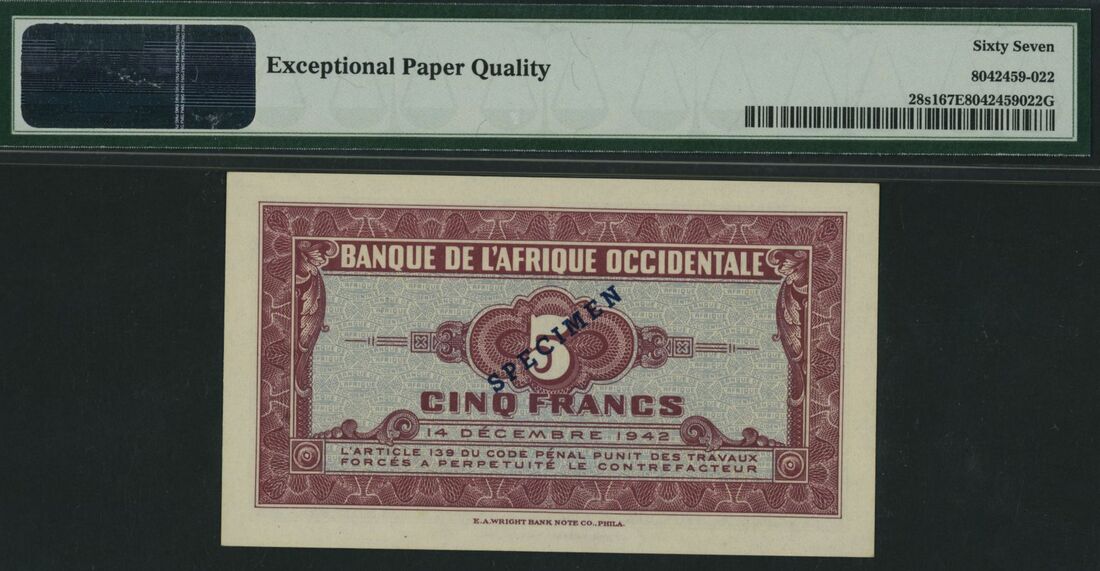 Exceptional Paper Quality
Sixty Seven
8042459-022
28s167E8042459022G
BANQUE DE L'AFRIQUE OCCIDENTALE
5
SPECIMEN
CINQ FRANCS
14 DÉCEMBRE 1942
L'ARTICLE 139 DU CODE PÉNAL PUNIT DES TRAVAUX
FORCÉS A PERPETUITÉ LE CONTREFACTEUR
E.A.WRIGHT BANK NOTE CO., PHILA.